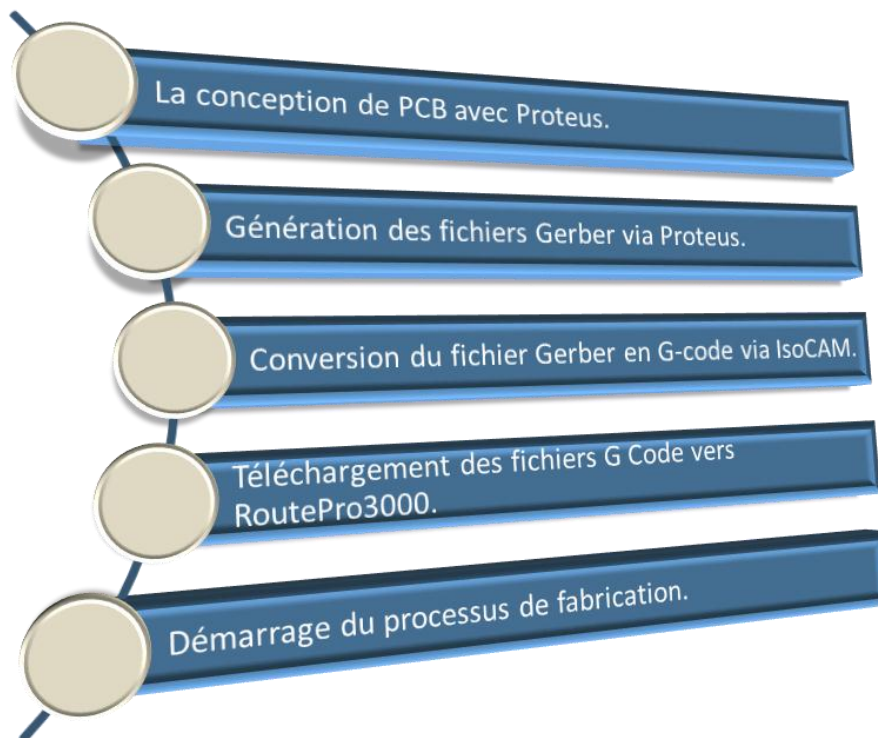 La conception de PCB avec Proteus.
Génération des fichiers Gerber via Proteus.
Conversion du fichier Gerber en G-code via IsoCAM.
Téléchargement des fichiers G Code vers
RoutePro3000.
Démarrage du processus de fabrication.